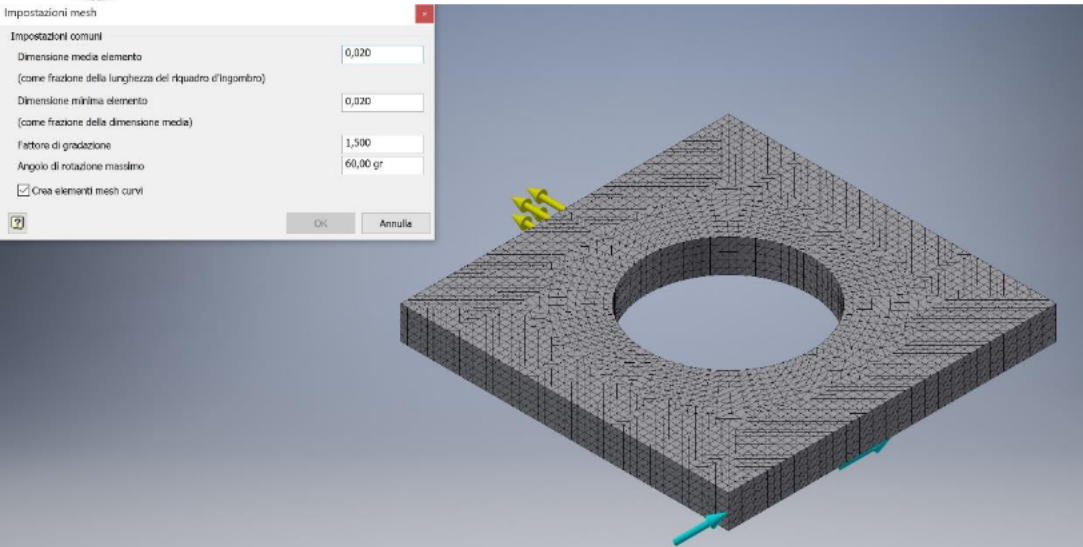 Impostazioni mesh
Impostazioni comuni
Dimensione media elemento 0,020
(come frazione della lunghezza del riquadro d'ingombro)
Dimensione minima elemento 0,020
(come frazione della dimensione media)
Fattore di gradazione 1,500
Angolo di rotazione massimo 60,00 gr
Crea elementi mesh curvi
? OK Annulla